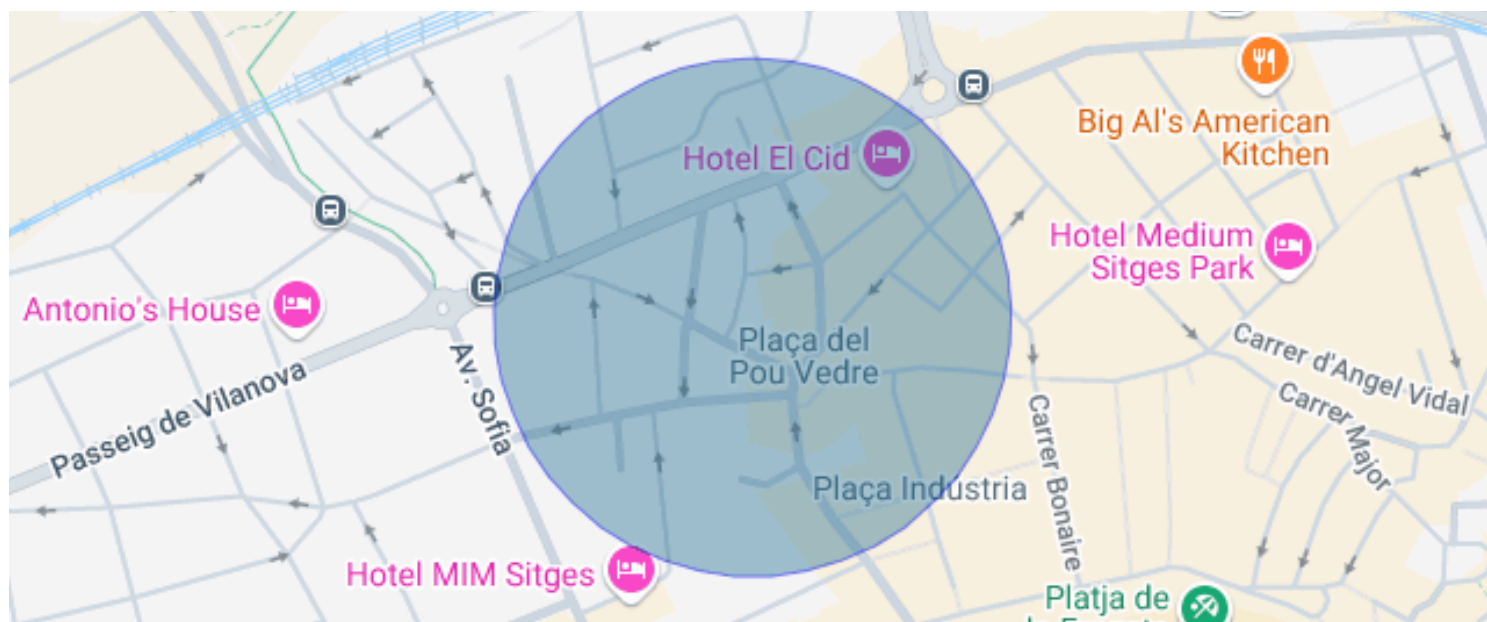 Big Al's American
Kitchen
Hotel El Cid
Hotel Medium
Sitges Park
Antonio's House
Plaça del
Pou Vedre
Carrer d'Angel Vidal
Av. Sofia
Passeig de Vilanova
Carrer Major
Carrer Bonaire
Plaça Industria
Hotel MIM Sitges
Platja de